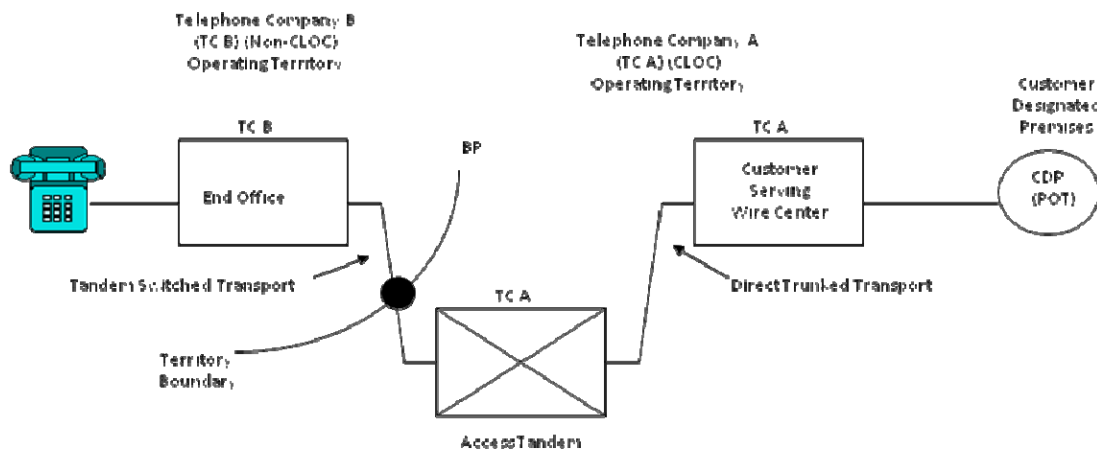 Telephone Company B
(TC B) (Non-CLOC)
Operating Territory
Telephone Company A
(TC A) (CLOC)
Operating Territory
Customer
Designated
Premises
TC B
BP
TC A
End Office
Customer
Serving
Wire Center
CDP
(POT)
Tandem Switched Transport
TC A
Direct Trunked Transport
Territory
Boundary
Access Tandem